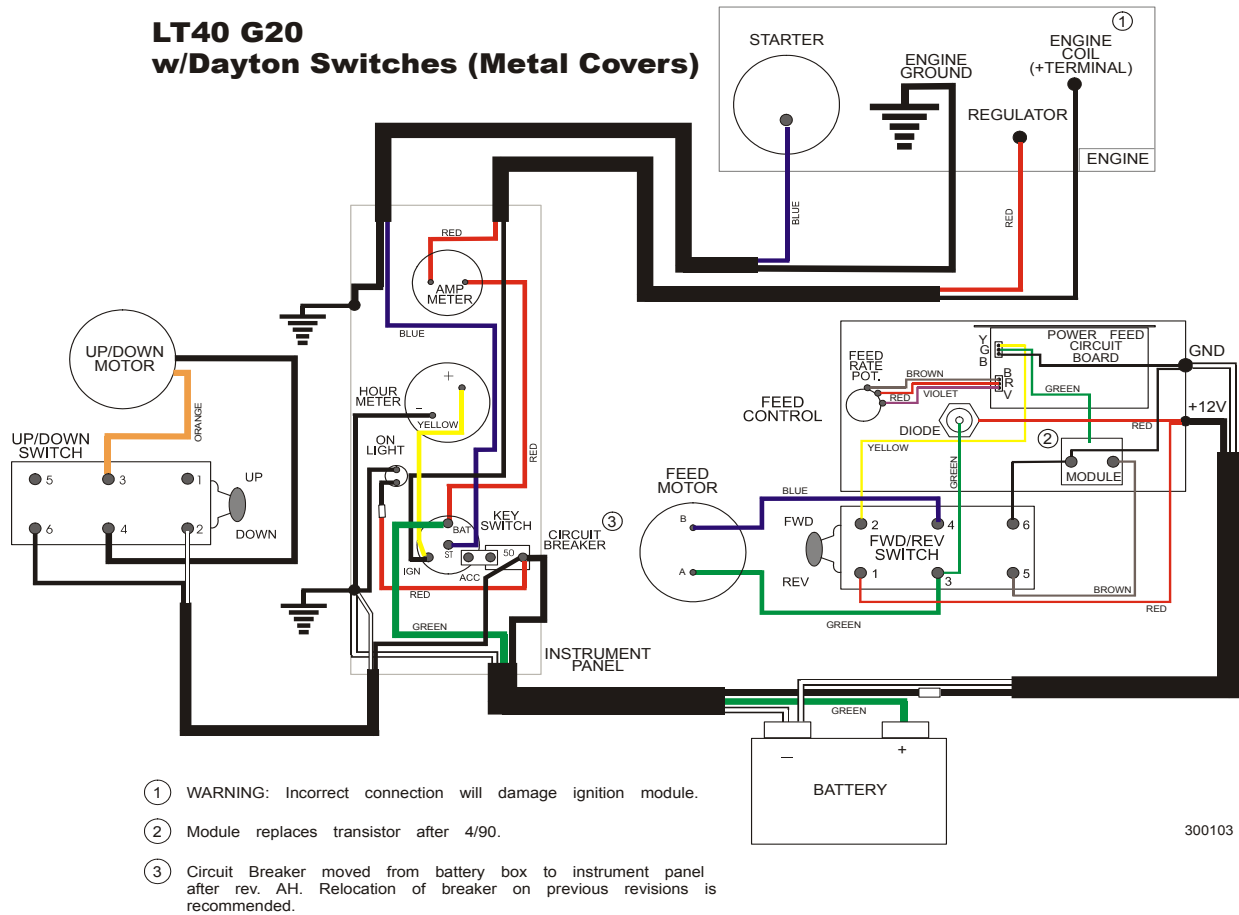 LT40 G20
w/Dayton Switches (Metal Covers)
STARTER
ENGINE
GROUND
1
ENGINE
COIL
(+TERMINAL)
REGULATOR
ENGINE
BLUE
RED
RED
AMP
METER
BLUE
UP/DOWN
MOTOR
ORANGE
HOUR
METER
+
-
YELLOW
ON
LIGHT
RED
UP/DOWN
SWITCH
5
3
1
UP
6
4
2
DOWN
KEY
SWITCH
BAT
ST
IGN
ACC
50
CIRCUIT
BREAKER
3
RED
GREEN
INSTRUMENT
PANEL
FEED
CONTROL
FEED
RATE
POT.
BROWN
RED
VIOLET
Y
G
B
B
R
V
POWER FEED
CIRCUIT
BOARD
GREEN
GND
+12V
DIODE
RED
YELLOW
GREEN
2
MODULE
FEED
MOTOR
B
A
BLUE
GREEN
FWD
REV
2
4
6
FWD/REV
SWITCH
1
3
5
BROWN
RED
GREEN
—
+
BATTERY
1 WARNING: Incorrect connection will damage ignition module.
2 Module replaces transistor after 4/90.
3 Circuit Breaker moved from battery box to instrument panel
after rev. AH. Relocation of breaker on previous revisions is
recommended.
300103